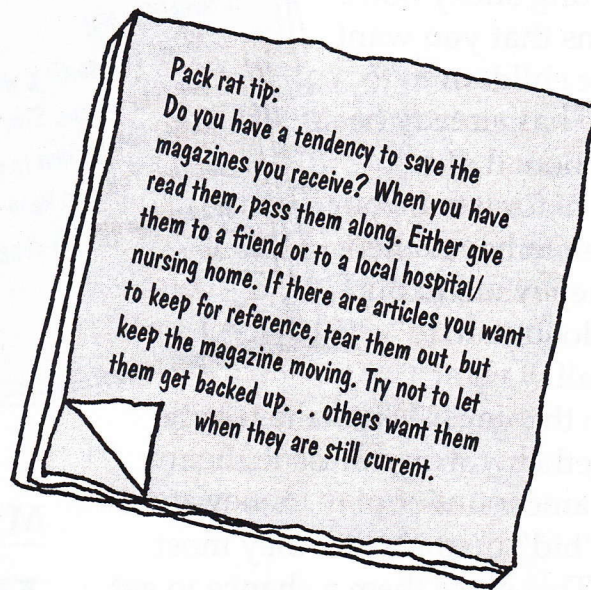 Pack rat tip:
Do you have a tendency to save the
magazines you receive? When you have
read them, pass them along. Either give
them to a friend or to a local hospital/
nursing home. If there are articles you want
to keep for reference, tear them out, but
keep the magazine moving. Try not to let
them get backed up. . . others want them
when they are still current.